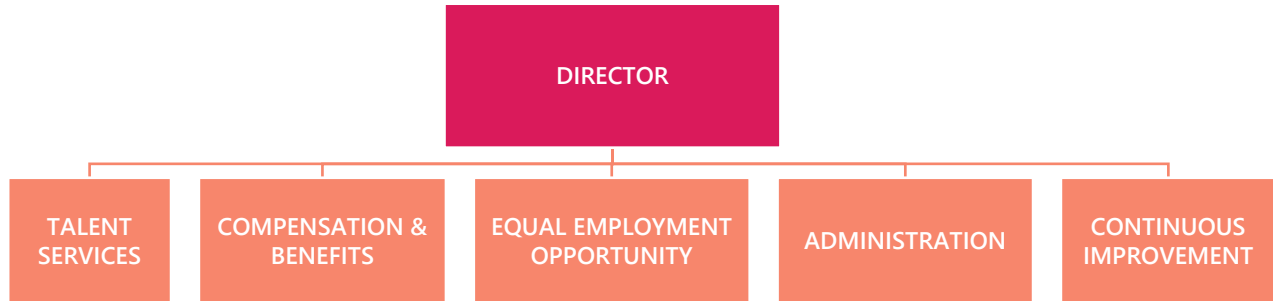 DIRECTOR
TALENT
SERVICES
COMPENSATION &
BENEFITS
EQUAL EMPLOYMENT
OPPORTUNITY
ADMINISTRATION
CONTINUOUS
IMPROVEMENT